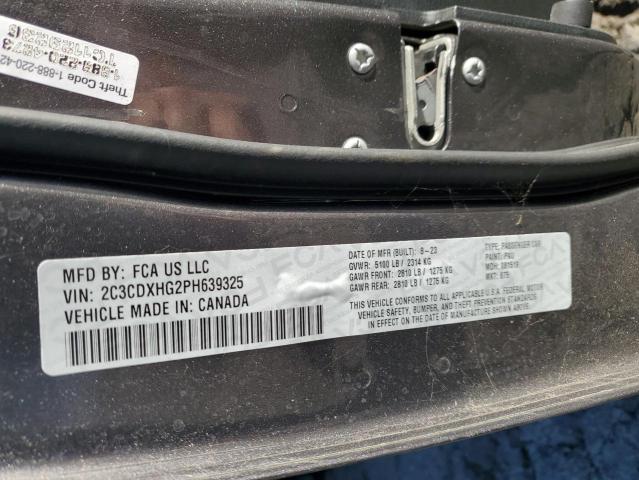 Theft Code 1-888-220-42
MFD BY: FCA US LLC
VIN: 2C3CDXHG2PH639325
VEHICLE MADE IN: CANADA
DATE OF MFR (BUILT): 8-23
GVWR: 5100 LB / 2314 KG
GAWR FRONT: 2810 LB / 1275 KG
GAWR REAR: 2810 LB / 1275 KG
TYPE: PASSENGER CAR
PAINT: PAU
MDH: 081519
THIS VEHICLE CONFORMS TO ALL APPLICABLE U.S.A. FEDERAL MOTOR
VEHICLE SAFETY, BUMPER, AND THEFT PREVENTION STANDARDS
IN EFFECT ON THE DATE OF MANUFACTURE SHOWN ABOVE.